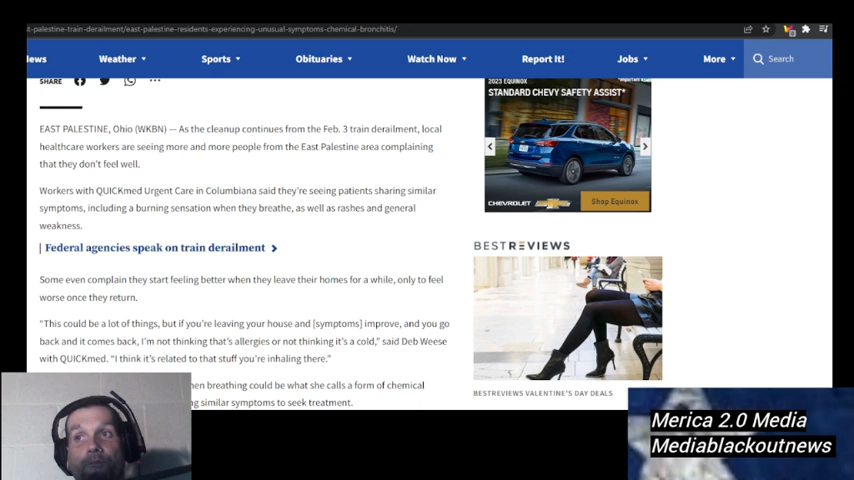 t-palestine-train-derailment/east-palestine-residents-experiencing-unusual-symptoms-chemical-bronchitis/
ews
Weather
Sports
Obituaries
Watch Now
Report It!
Jobs
More
Search
SHARE
2023 EQUINOX
STANDARD CHEVY SAFETY ASSIST*
EAST PALESTINE, Ohio (WKBN) — As the cleanup continues from the Feb. 3 train derailment, local
healthcare workers are seeing more and more people from the East Palestine area complaining
that they don't feel well.
Workers with QUICKmed Urgent Care in Columbiana said they're seeing patients sharing similar
symptoms, including a burning sensation when they breathe, as well as rashes and general
weakness.
CHEVROLET
Shop Equinox
Federal agencies speak on train derailment
BESTREVIEWS
Some even complain they start feeling better when they leave their homes for a while, only to feel
worse once they return.
"This could be a lot of things, but if you're leaving your house and [symptoms] improve, and you go
back and it comes back, I'm not thinking that's allergies or not thinking it's a cold," said Deb Weese
with QUICKmed. "I think it's related to that stuff you're inhaling there."
hen breathing could be what she calls a form of chemical
ng similar symptoms to seek treatment.
BESTREVIEWS VALENTINE'S DAY DEALS
Merica 2.0 Media
Mediablackoutnews